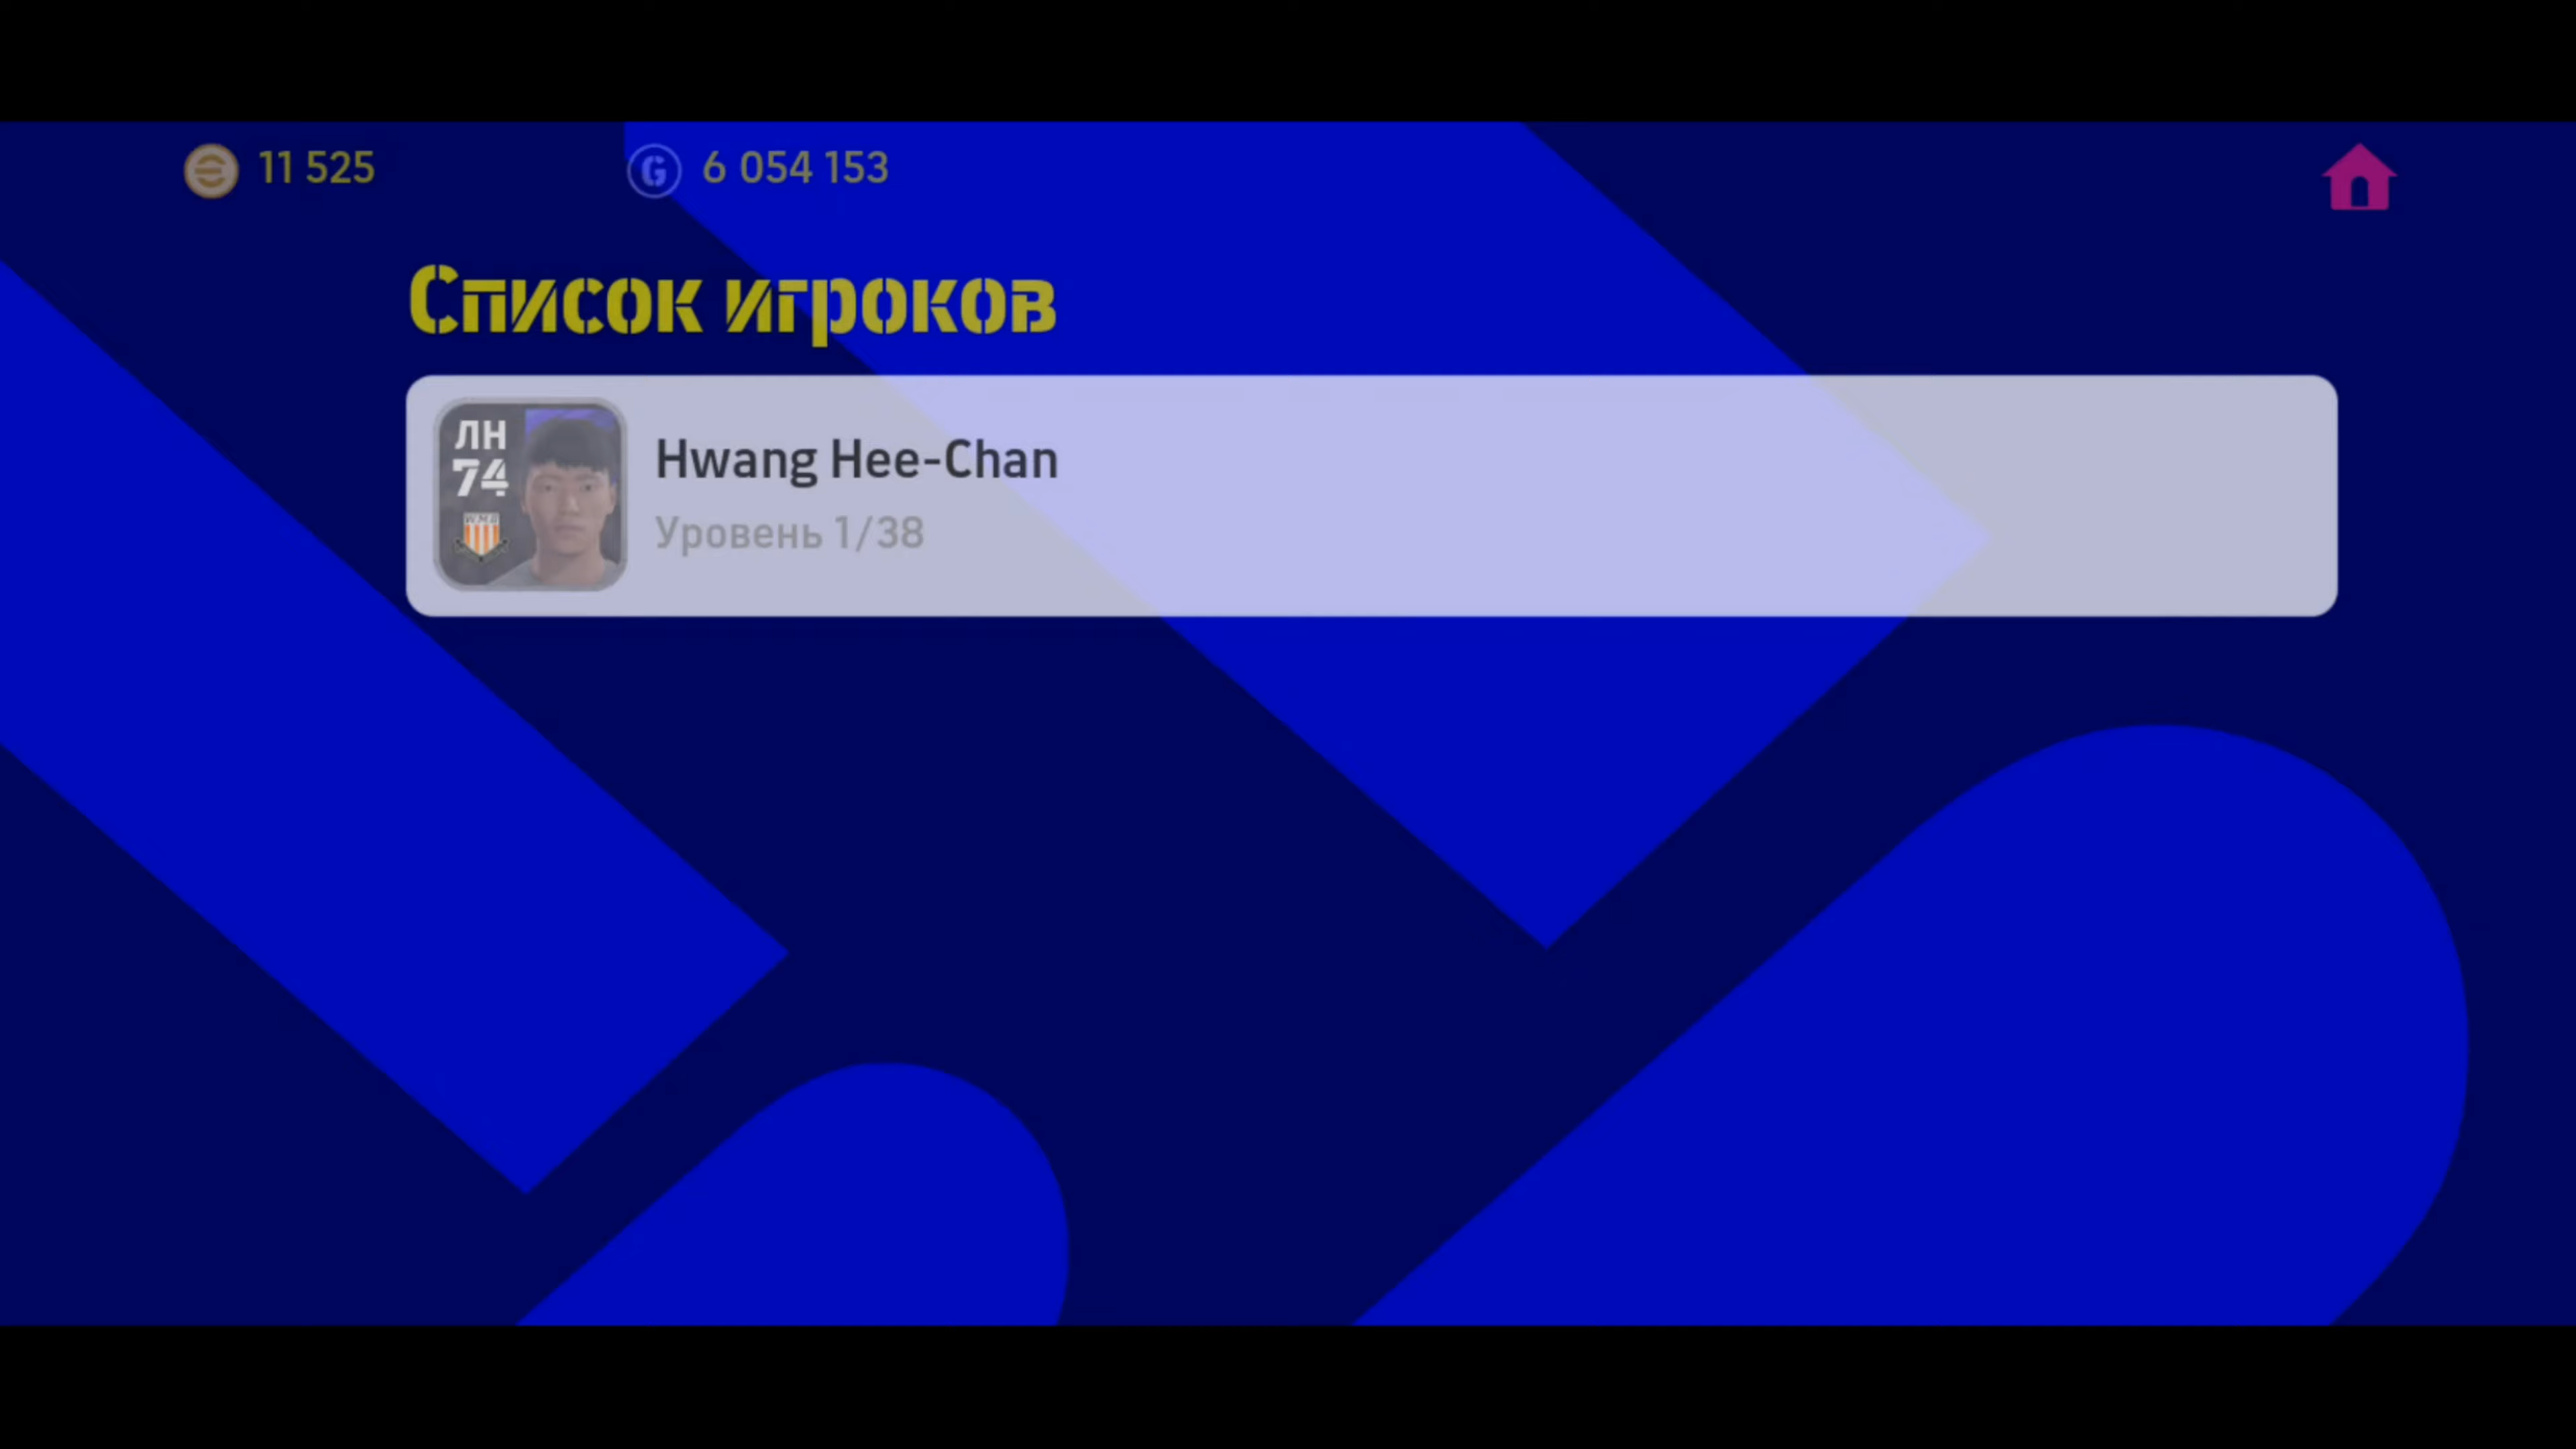 11 525
6 054 153
Список игроков
ЛН
74
W.M.B
Hwang Hee-Chan
Уровень 1/38